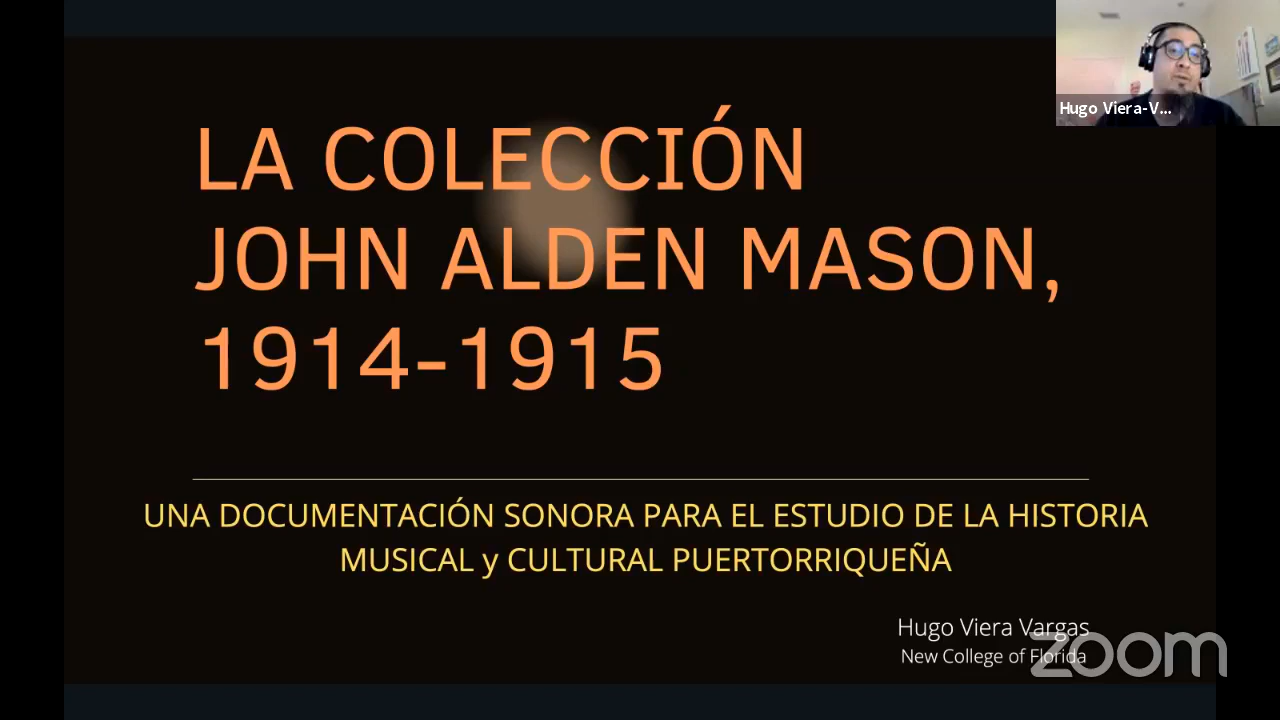 Hugo Viera-V...
LA COLECCIÓN
JOHN ALDEN MASON,
1914-1915
UNA DOCUMENTACIÓN SONORA PARA EL ESTUDIO DE LA HISTORIA
MUSICAL y CULTURAL PUERTORRIQUEÑA
Hugo Viera Vargas
New College of Florida
zoom